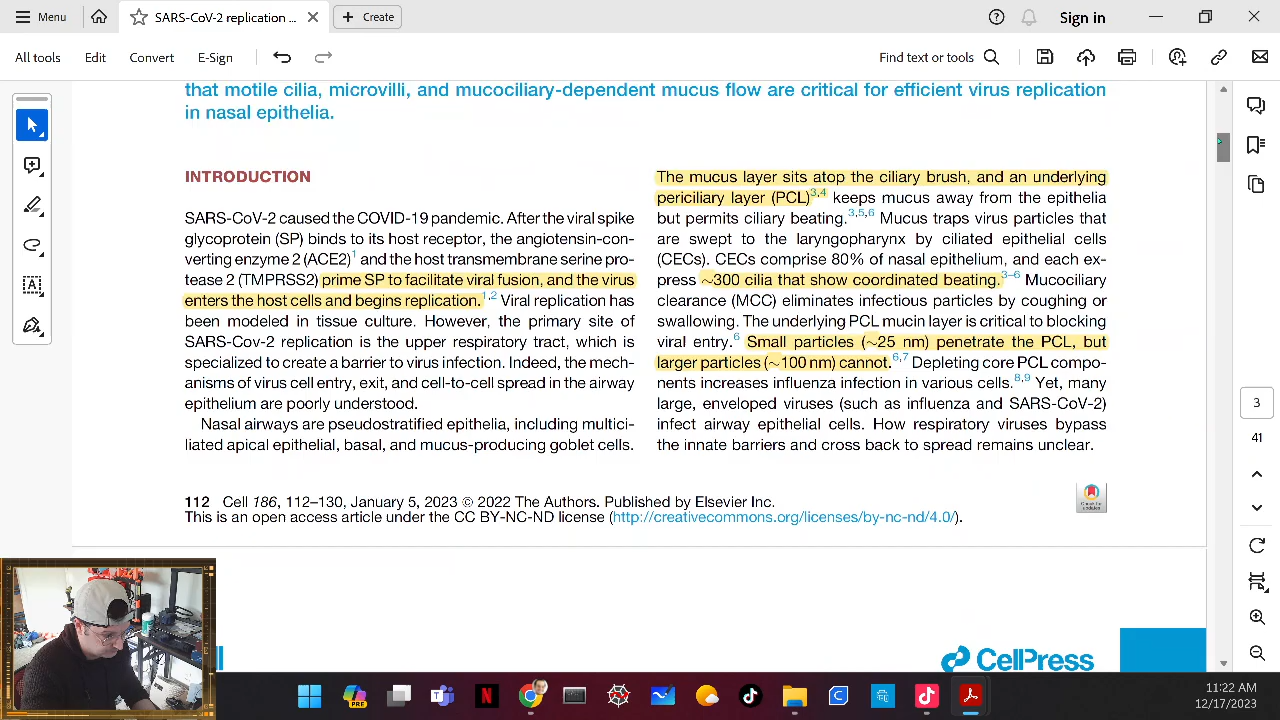 Menu
SARS-CoV-2 replication ...
Create
Sign in
All tools
Edit
Convert
E-Sign
Find text or tools
that motile cilia, microvilli, and mucociliary-dependent mucus flow are critical for efficient virus replication
in nasal epithelia.
INTRODUCTION
SARS-CoV-2 caused the COVID-19 pandemic. After the viral spike
glycoprotein (SP) binds to its host receptor, the angiotensin-con-
verting enzyme 2 (ACE2)1 and the host transmembrane serine pro-
tease 2 (TMPRSS2) prime SP to facilitate viral fusion, and the virus
enters the host cells and begins replication.1,2 Viral replication has
been modeled in tissue culture. However, the primary site of
SARS-Cov-2 replication is the upper respiratory tract, which is
specialized to create a barrier to virus infection. Indeed, the mech-
anisms of virus cell entry, exit, and cell-to-cell spread in the airway
epithelium are poorly understood.
Nasal airways are pseudostratified epithelia, including multicil-
liated apical epithelial, basal, and mucus-producing goblet cells.
The mucus layer sits atop the ciliary brush, and an underlying
periciliary layer (PCL)3,4 keeps mucus away from the epithelia
but permits ciliary beating.3,5,6 Mucus traps virus particles that
are swept to the laryngopharynx by ciliated epithelial cells
(CECs). CECs comprise 80% of nasal epithelium, and each ex-
press ~300 cilia that show coordinated beating.3–6 Mucociliary
clearance (MCC) eliminates infectious particles by coughing or
swallowing. The underlying PCL mucin layer is critical to blocking
viral entry.6 Small particles (~25 nm) penetrate the PCL, but
larger particles (~100 nm) cannot.6,7 Depleting core PCL compo-
nents increases influenza infection in various cells.8,9 Yet, many
large, enveloped viruses (such as influenza and SARS-CoV-2)
infect airway epithelial cells. How respiratory viruses bypass
the innate barriers and cross back to spread remains unclear.
112 Cell 186, 112–130, January 5, 2023 © 2022 The Authors. Published by Elsevier Inc.
This is an open access article under the CC BY-NC-ND license (http://creativecommons.org/licenses/by-nc-nd/4.0/).
3
41
CellPress
11:22 AM
12/17/2023